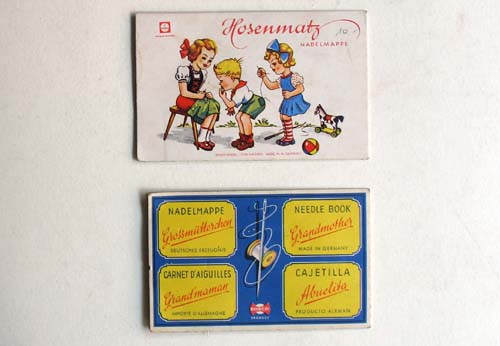 Hosenmatz
NADELMAPPE
10.-
NADELMAPPE
Grossmütterchen
DEUTSCHES ERZEUGNIS
NEEDLE BOOK
Grandmother
MADE IN GERMANY
CARNET D'AIGUILLES
Grand'maman
IMPORTÉ D'ALLEMAGNE
CAJETILLA
Abuelita
PRODUCTO ALEMAN